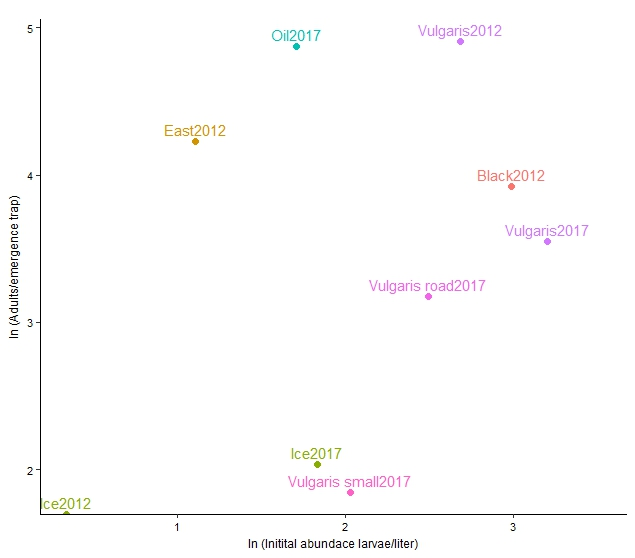 5
Oil2017
Vulgaris2012
East2012
4
Black2012
Vulgaris2017
Vulgaris road2017
3
Ice2017
2
Vulgaris small2017
Ice2012
1
2
3
ln (Adults/emergence trap)
ln (Initital abundace larvae/liter)